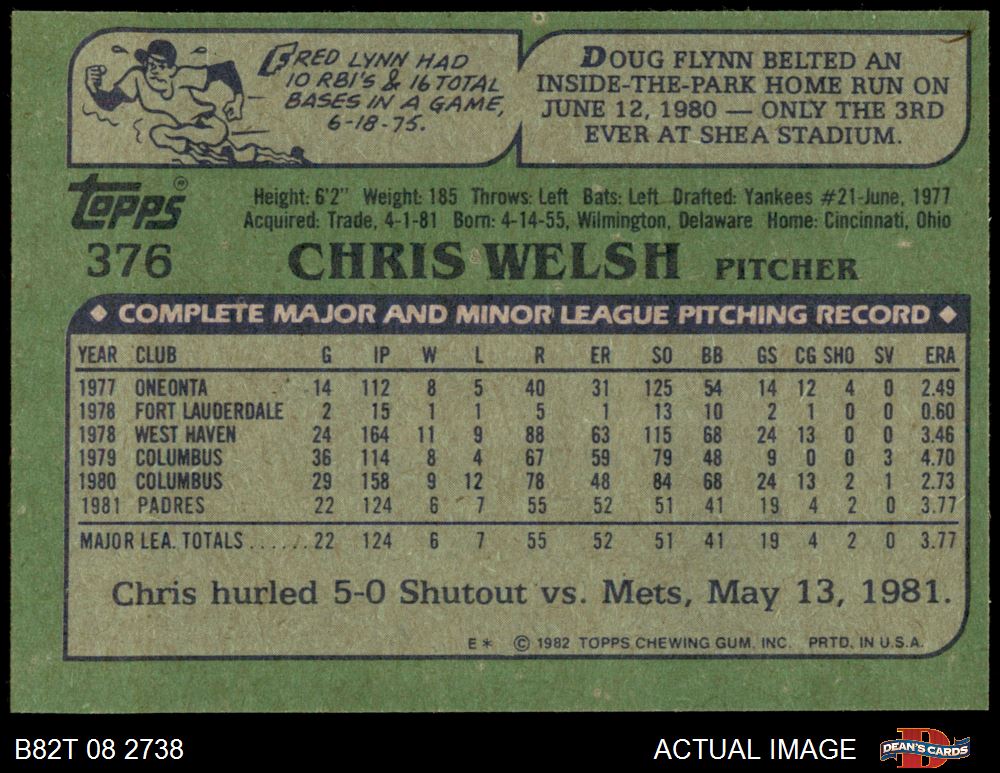 FRED LYNN HAD
10 RBI'S & 16 TOTAL
BASES IN A GAME,
6-18-75.
DOUG FLYNN BELTED AN
INSIDE-THE-PARK HOME RUN ON
JUNE 12, 1980 — ONLY THE 3RD
EVER AT SHEA STADIUM.
Topps®
376
Height: 6'2" Weight: 185 Throws: Left Bats: Left Drafted: Yankees #21-June, 1977
Acquired: Trade, 4-1-81 Born: 4-14-55, Wilmington, Delaware Home: Cincinnati, Ohio
CHRIS WELSH PITCHER
◆ COMPLETE MAJOR AND MINOR LEAGUE PITCHING RECORD ◆
YEAR CLUB G IP W L R ER SO BB GS CG SHO SV ERA
1977 ONEONTA 14 112 8 5 40 31 125 54 14 12 4 0 2.49
1978 FORT LAUDERDALE 2 15 1 1 5 1 13 10 2 1 0 0 0.60
1978 WEST HAVEN 24 164 11 9 88 63 115 68 24 13 0 0 3.46
1979 COLUMBUS 36 114 8 4 67 59 79 48 9 0 0 3 4.70
1980 COLUMBUS 29 158 9 12 78 48 84 68 24 13 2 1 2.73
1981 PADRES 22 124 6 7 55 52 51 41 19 4 2 0 3.77
MAJOR LEA. TOTALS ...... 22 124 6 7 55 52 51 41 19 4 2 0 3.77
Chris hurled 5-0 Shutout vs. Mets, May 13, 1981.
E* © 1982 TOPPS CHEWING GUM, INC. PRTD. IN U.S.A.
B82T 08 2738
ACTUAL IMAGE
DEAN'S CARDS